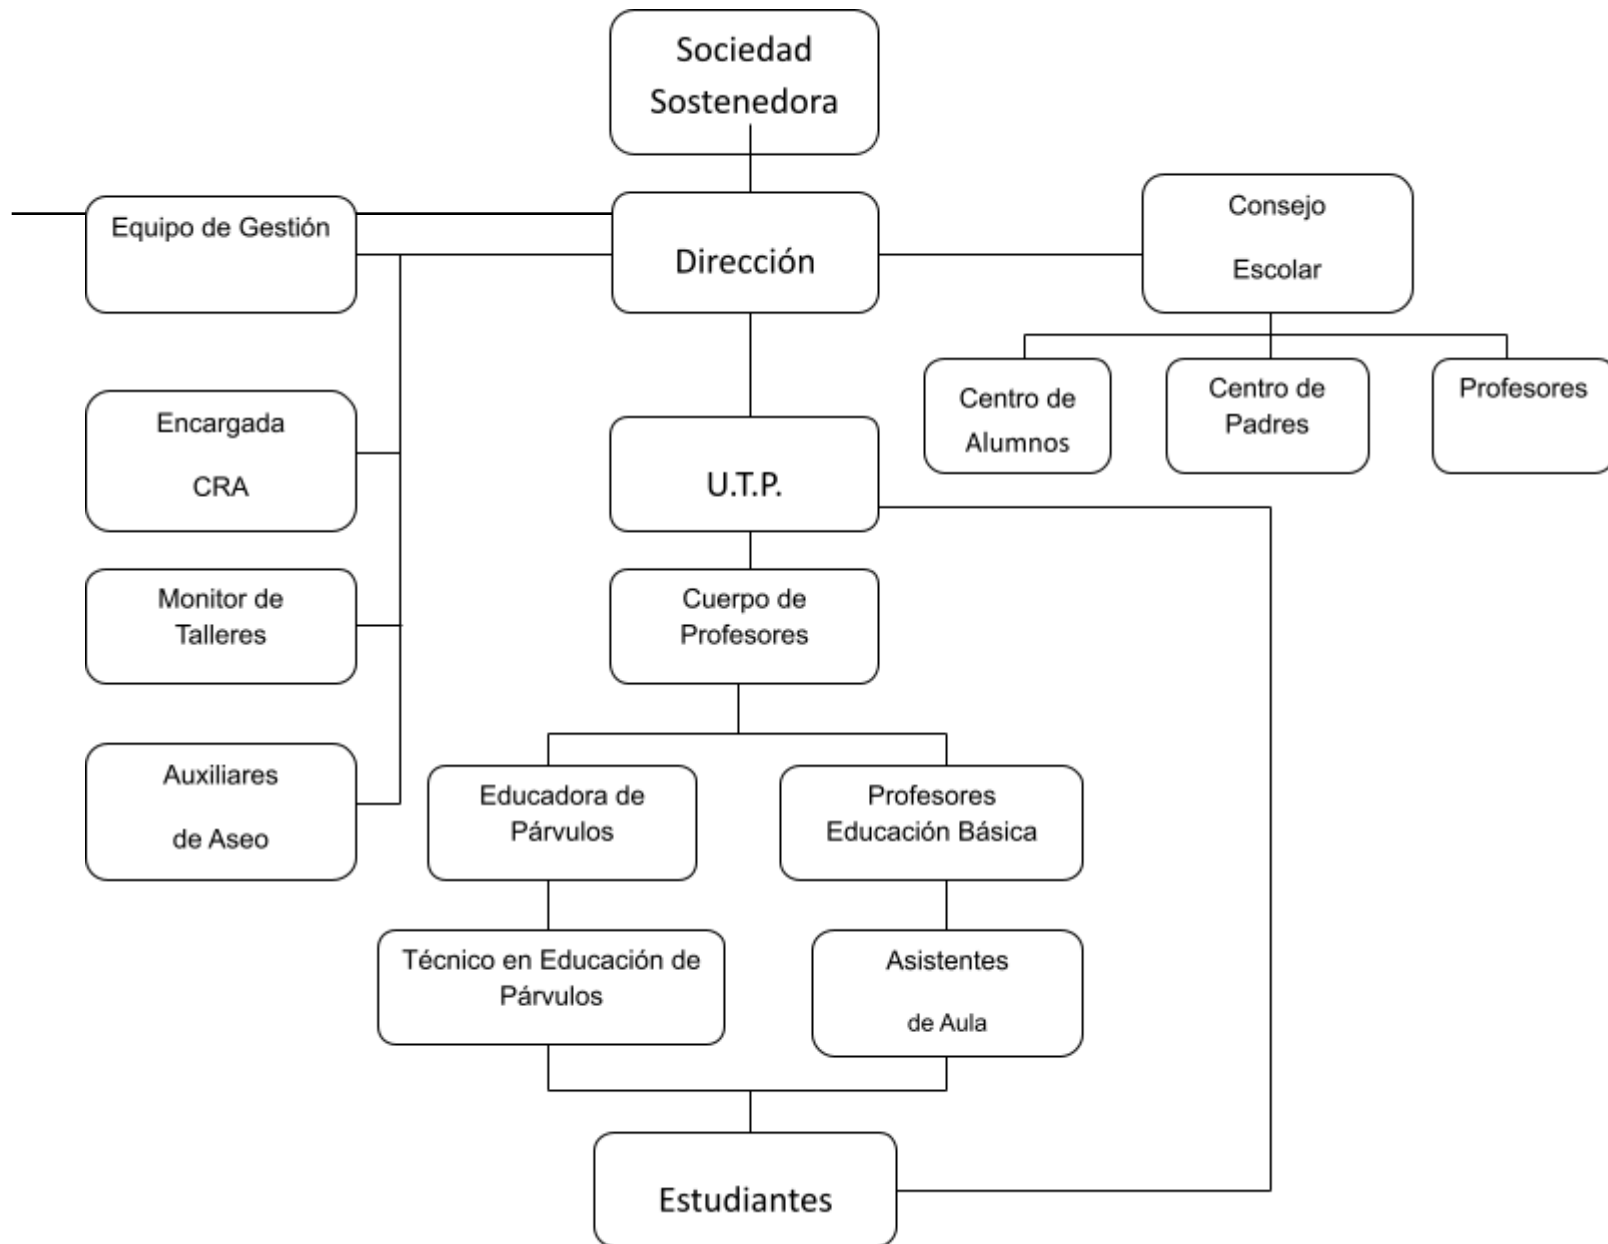 Sociedad
Sostenedora
Equipo de Gestión
Dirección
Consejo
Escolar
Centro de
Alumnos
Centro de
Padres
Profesores
Encargada
CRA
U.T.P.
Monitor de
Talleres
Cuerpo de
Profesores
Auxiliares
de Aseo
Educadora de
Párvulos
Profesores
Educación Básica
Técnico en Educación de
Párvulos
Asistentes
de Aula
Estudiantes